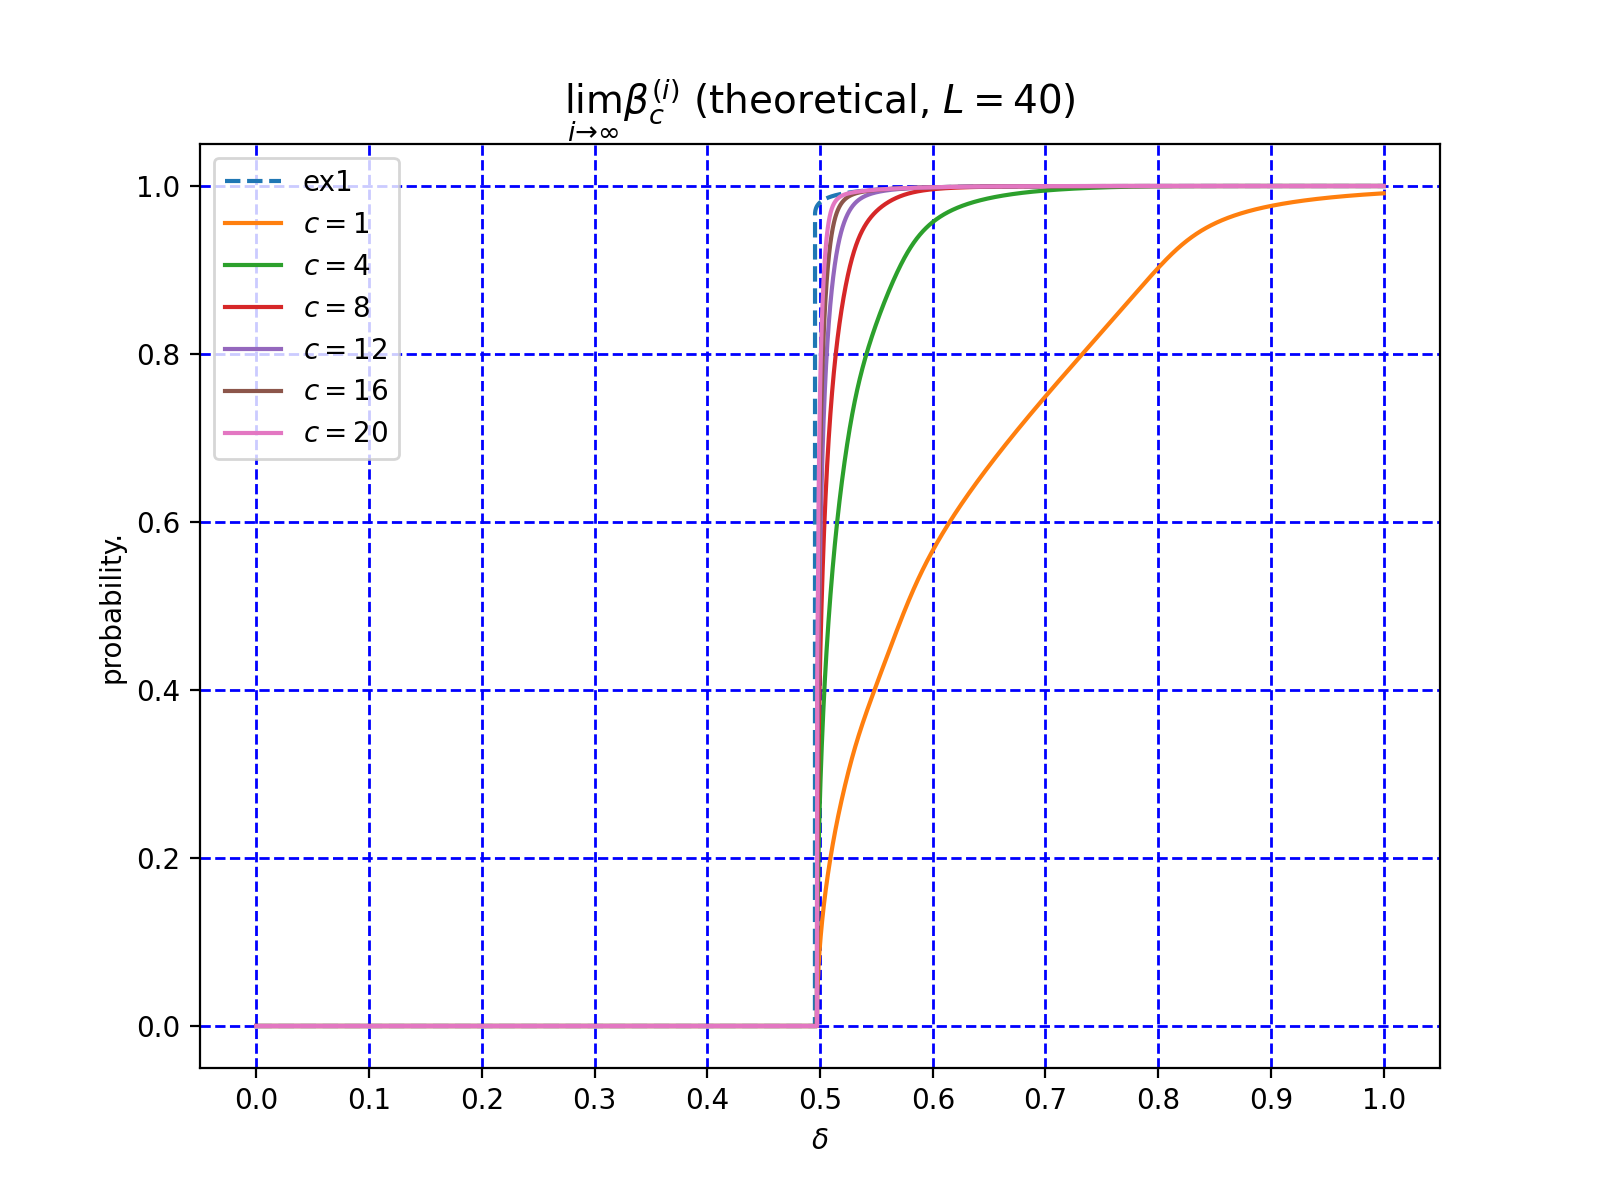 lim β_c^(i) (theoretical, L = 40)
i→∞
ex1
c = 1
c = 4
c = 8
c = 12
c = 16
c = 20
probability.
1.0
0.8
0.6
0.4
0.2
0.0
0.0 0.1 0.2 0.3 0.4 0.5 0.6 0.7 0.8 0.9 1.0
δ